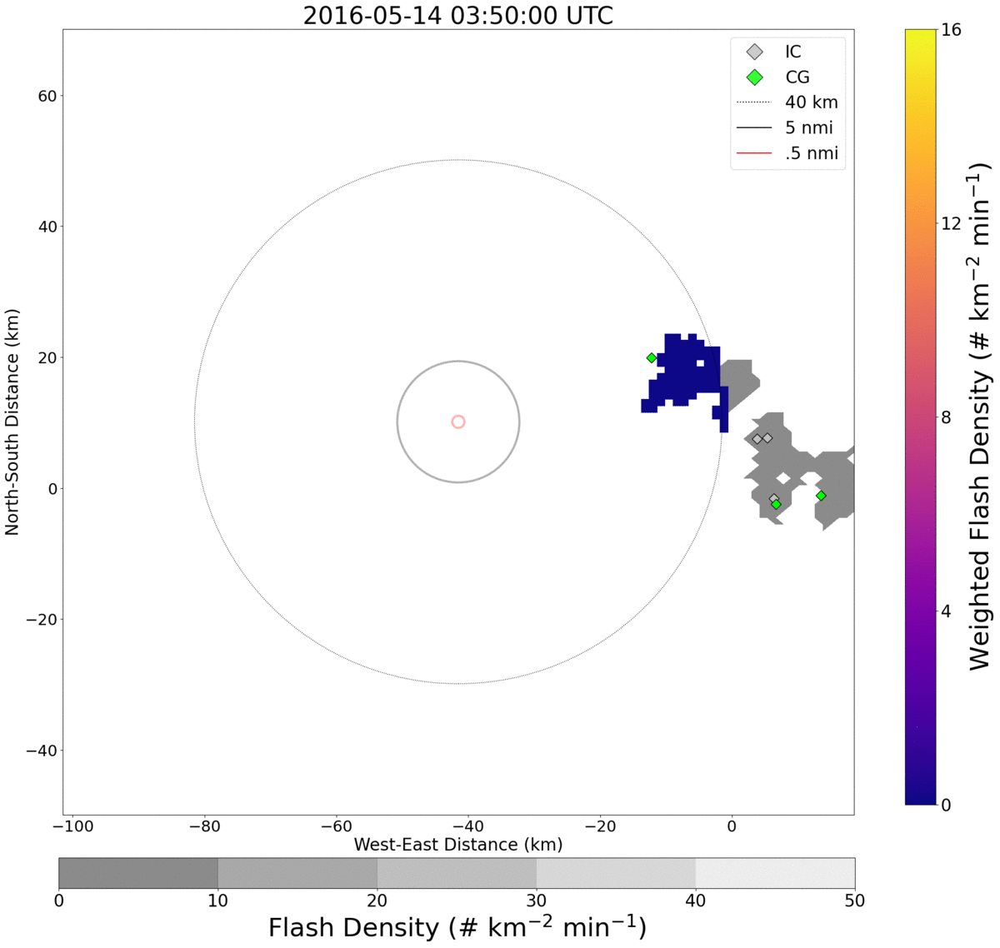 2016-05-14 03:50:00 UTC
IC
CG
40 km
5 nmi
.5 nmi
60
40
20
0
−20
−40
North-South Distance (km)
−100 −80 −60 −40 −20 0
West-East Distance (km)
16
12
8
4
0
Weighted Flash Density (# km⁻² min⁻¹)
0 10 20 30 40 50
Flash Density (# km⁻² min⁻¹)